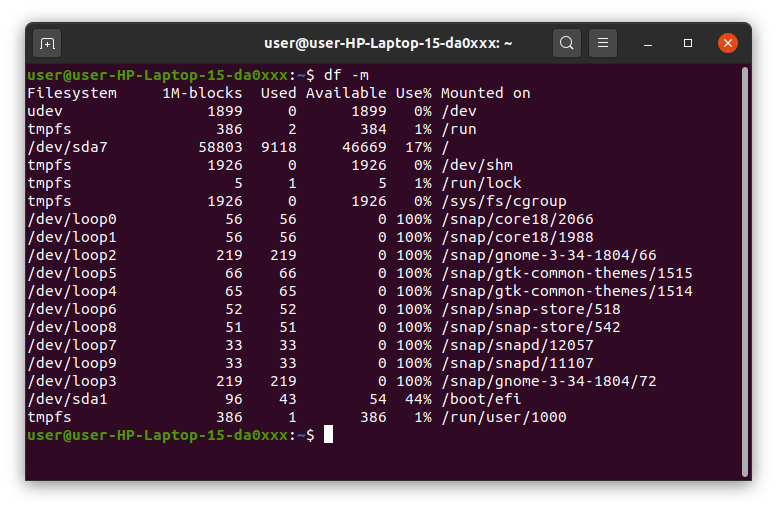 user@user-HP-Laptop-15-da0xxx: ~
user@user-HP-Laptop-15-da0xxx:~$ df -m
Filesystem     1M-blocks  Used Available Use% Mounted on
udev                1899     0      1899   0% /dev
tmpfs                386     2       384   1% /run
/dev/sda7          58803  9118     46669  17% /
tmpfs               1926     0      1926   0% /dev/shm
tmpfs                  5     1         5   1% /run/lock
tmpfs               1926     0      1926   0% /sys/fs/cgroup
/dev/loop0            56    56         0 100% /snap/core18/2066
/dev/loop1            56    56         0 100% /snap/core18/1988
/dev/loop2           219   219         0 100% /snap/gnome-3-34-1804/66
/dev/loop5            66    66         0 100% /snap/gtk-common-themes/1515
/dev/loop4            65    65         0 100% /snap/gtk-common-themes/1514
/dev/loop6            52    52         0 100% /snap/snap-store/518
/dev/loop8            51    51         0 100% /snap/snap-store/542
/dev/loop7            33    33         0 100% /snap/snapd/12057
/dev/loop9            33    33         0 100% /snap/snapd/11107
/dev/loop3           219   219         0 100% /snap/gnome-3-34-1804/72
/dev/sda1             96    43        54  44% /boot/efi
tmpfs                386     1       386   1% /run/user/1000
user@user-HP-Laptop-15-da0xxx:~$